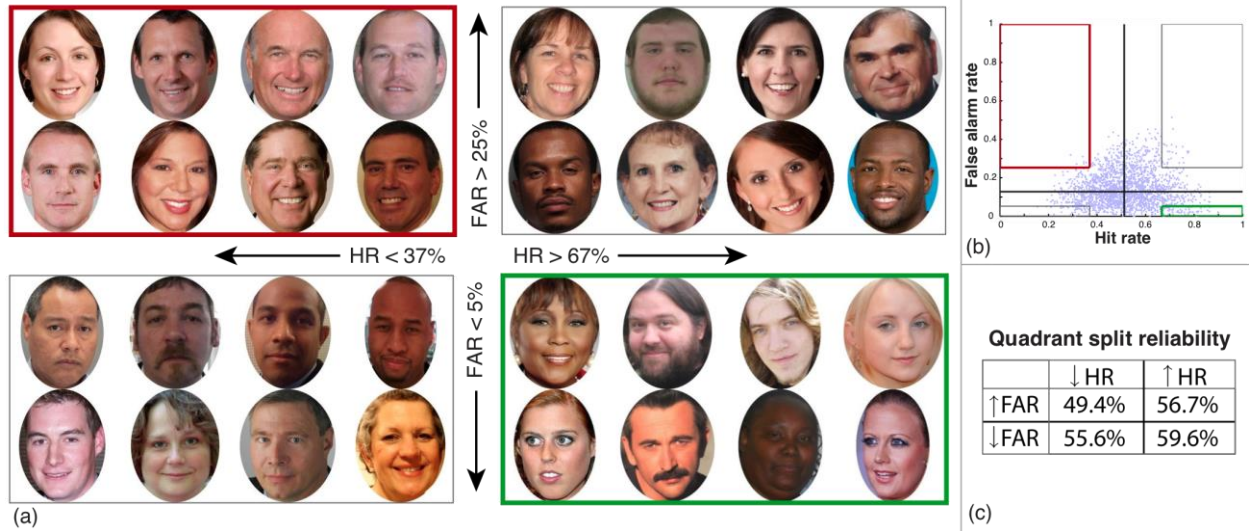 FAR > 25%
HR < 37%
HR > 67%
FAR < 5%
(a)
False alarm rate
1
0.8
0.6
0.4
0.2
0
0.2
0.4
0.6
0.8
1
Hit rate
(b)
Quadrant split reliability
↓HR ↑HR
↑FAR 49.4% 56.7%
↓FAR 55.6% 59.6%
(c)